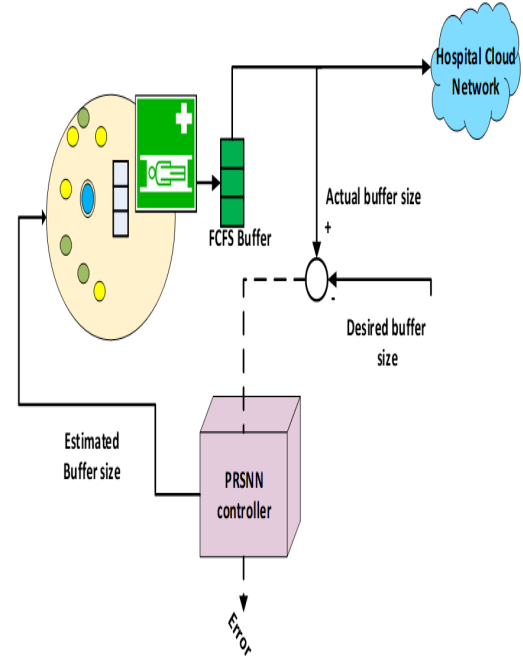 Hospital Cloud
Network
FCFS Buffer
Actual buffer size
+
-
Desired buffer
size
Estimated
Buffer size
PRSNN
controller
Error